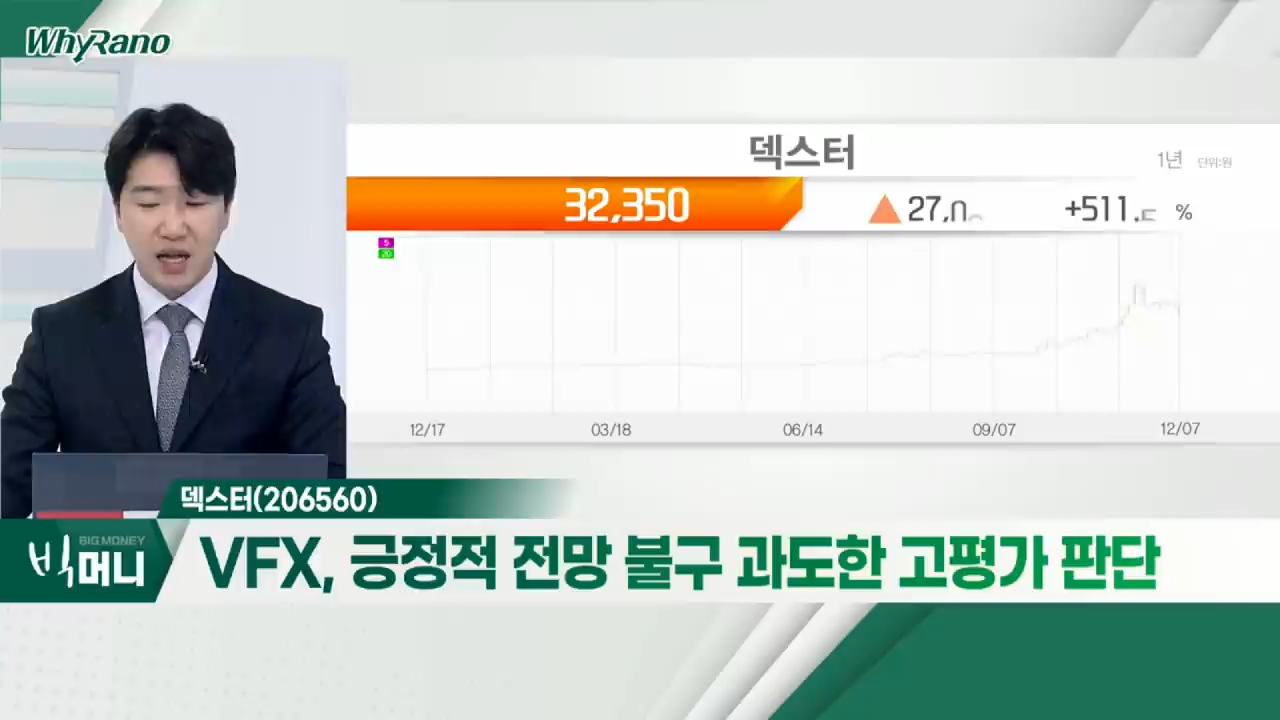 WhyRano
덱스터
1년 단위:원
32,350
+511. %
5
20
12/17 03/18 06/14 09/07 12/07
덱스터(206560)
BIG MONEY
빅머니
VFX, 긍정적 전망 불구 과도한 고평가 판단